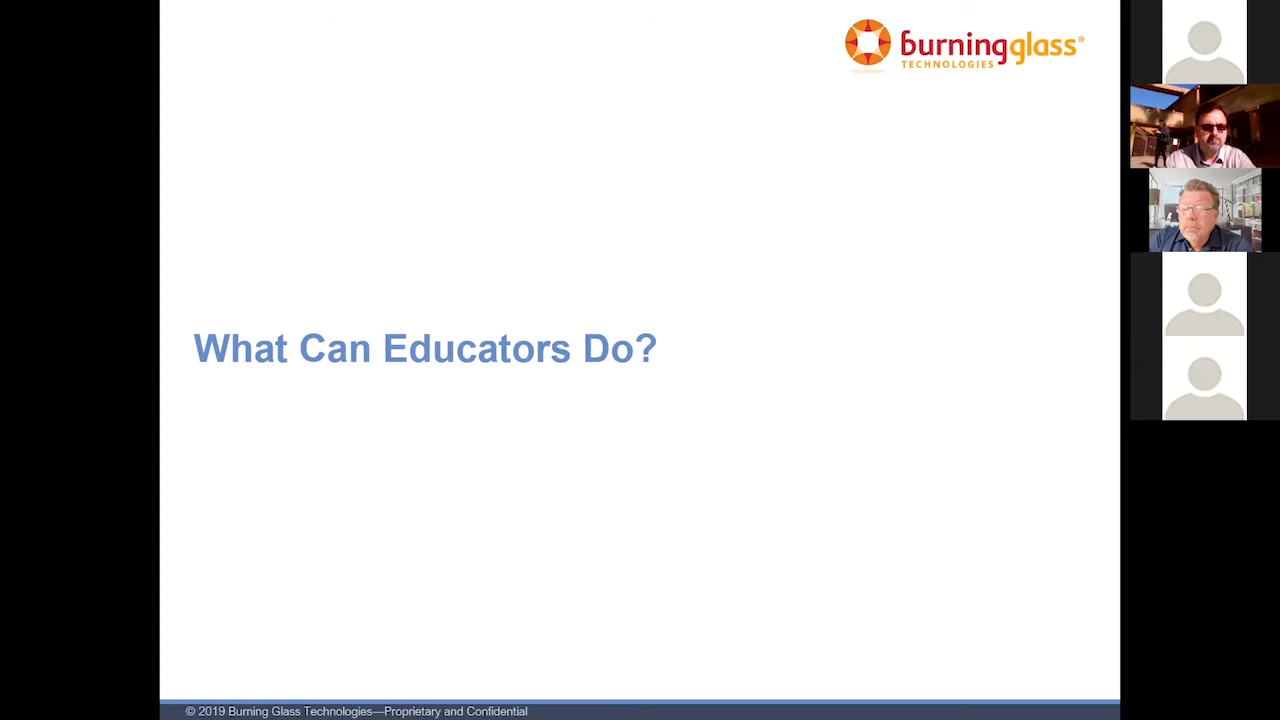 burningglass®
TECHNOLOGIES
What Can Educators Do?
© 2019 Burning Glass Technologies—Proprietary and Confidential